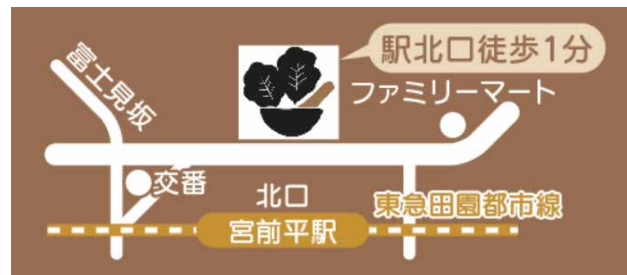 駅北口徒歩1分
富士見坂
ファミリーマート
交番
北口
東急田園都市線
宮前平駅